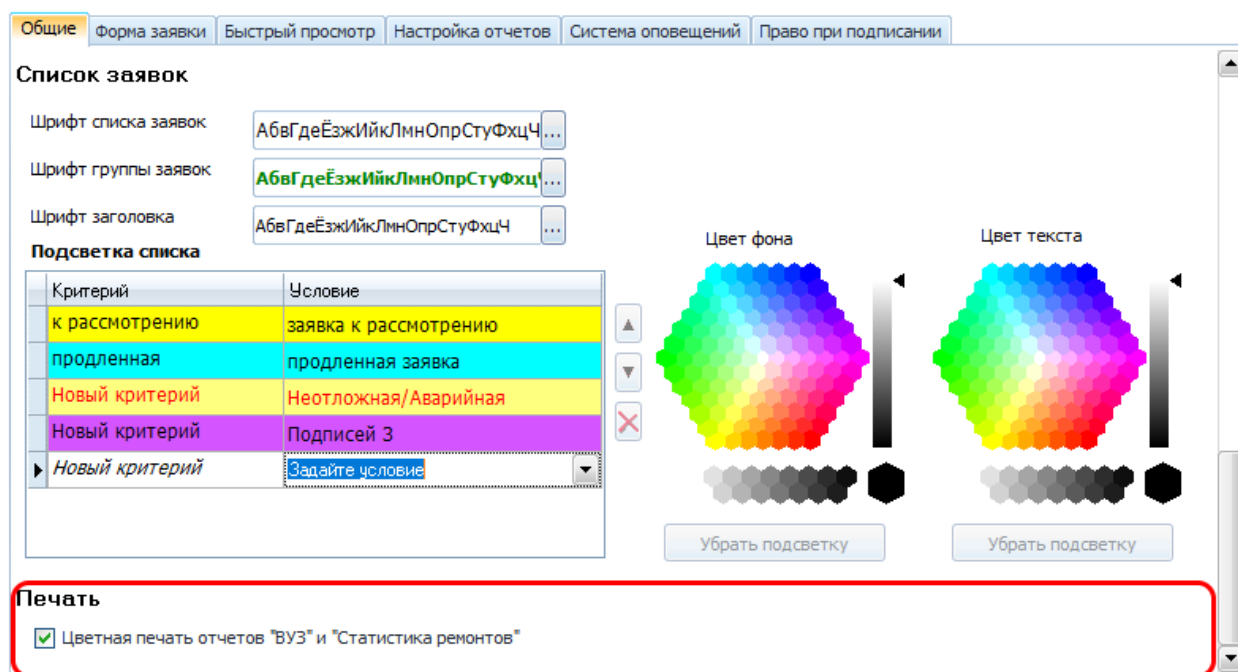 Общие Форма заявки Быстрый просмотр Настройка отчетов Система оповещений Право при подписании
Список заявок
Шрифт списка заявок АбвГдеЁзжИйкЛмнОпрСтуФхцЧ ...
Шрифт группы заявок АбвГдеЁзжИйкЛмнОпрСтуФхц ...
Шрифт заголовка АбвГдеЁзжИйкЛмнОпрСтуФхцЧ ...
Подсветка списка Цвет фона Цвет текста
Критерий Условие
к рассмотрению заявка к рассмотрению
продленная продленная заявка
Новый критерий Неотложная/Аварийная
Новый критерий Подписей 3
Новый критерий Задайте условие
Убрать подсветку Убрать подсветку
Печать
Цветная печать отчетов "ВУЗ" и "Статистика ремонтов"